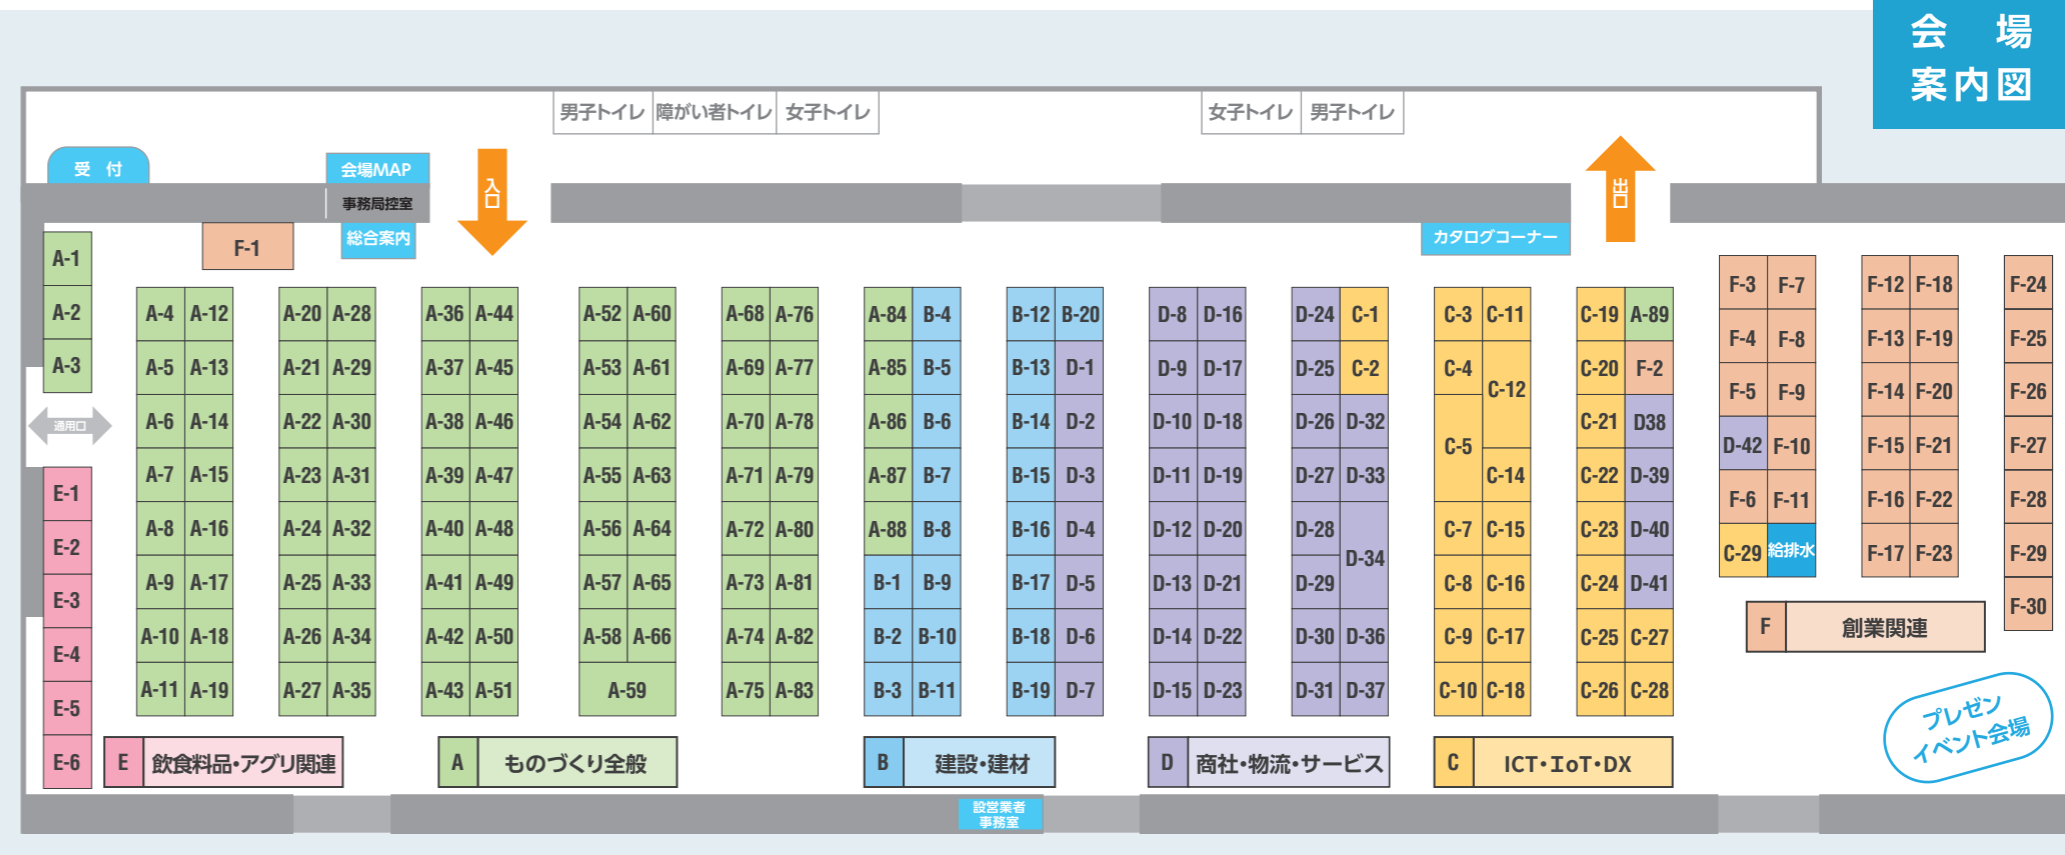 会 場
案内図
男子トイレ 障がい者トイレ 女子トイレ
女子トイレ 男子トイレ
受 付
会場MAP
事務局控室
総合案内
入口
出口
カタログコーナー
F-1
A-1
A-2
A-3
通用口
E-1
E-2
E-3
E-4
E-5
E-6
A-4 A-12
A-5 A-13
A-6 A-14
A-7 A-15
A-8 A-16
A-9 A-17
A-10 A-18
A-11 A-19
A-20 A-28
A-21 A-29
A-22 A-30
A-23 A-31
A-24 A-32
A-25 A-33
A-26 A-34
A-27 A-35
A-36 A-44
A-37 A-45
A-38 A-46
A-39 A-47
A-40 A-48
A-41 A-49
A-42 A-50
A-43 A-51
A-52 A-60
A-53 A-61
A-54 A-62
A-55 A-63
A-56 A-64
A-57 A-65
A-58 A-66
A-59
A-68 A-76
A-69 A-77
A-70 A-78
A-71 A-79
A-72 A-80
A-73 A-81
A-74 A-82
A-75 A-83
A-84 B-4
A-85 B-5
A-86 B-6
A-87 B-7
A-88 B-8
B-1 B-9
B-2 B-10
B-3 B-11
B-12 B-20
B-13 D-1
B-14 D-2
B-15 D-3
B-16 D-4
B-17 D-5
B-18 D-6
B-19 D-7
D-8 D-16
D-9 D-17
D-10 D-18
D-11 D-19
D-12 D-20
D-13 D-21
D-14 D-22
D-15 D-23
D-24 C-1
D-25 C-2
D-26 D-32
D-27 D-33
D-28
D-34
D-29
D-30 D-36
D-31 D-37
C-3 C-11
C-4
C-12
C-5
C-14
C-7 C-15
C-8 C-16
C-9 C-17
C-10 C-18
C-19 A-89
C-20 F-2
C-21 D38
C-22 D-39
C-23 D-40
C-24 D-41
C-25 C-27
C-26 C-28
F-3 F-7
F-4 F-8
F-5 F-9
D-42 F-10
F-6 F-11
C-29 給排水
F-12 F-18
F-13 F-19
F-14 F-20
F-15 F-21
F-16 F-22
F-17 F-23
F-24
F-25
F-26
F-27
F-28
F-29
F-30
F 創業関連
プレゼン
イベント会場
E 飲食料品・アグリ関連
A ものづくり全般
B 建設・建材
D 商社・物流・サービス
C ICT・IoT・DX
設営業者
事務室